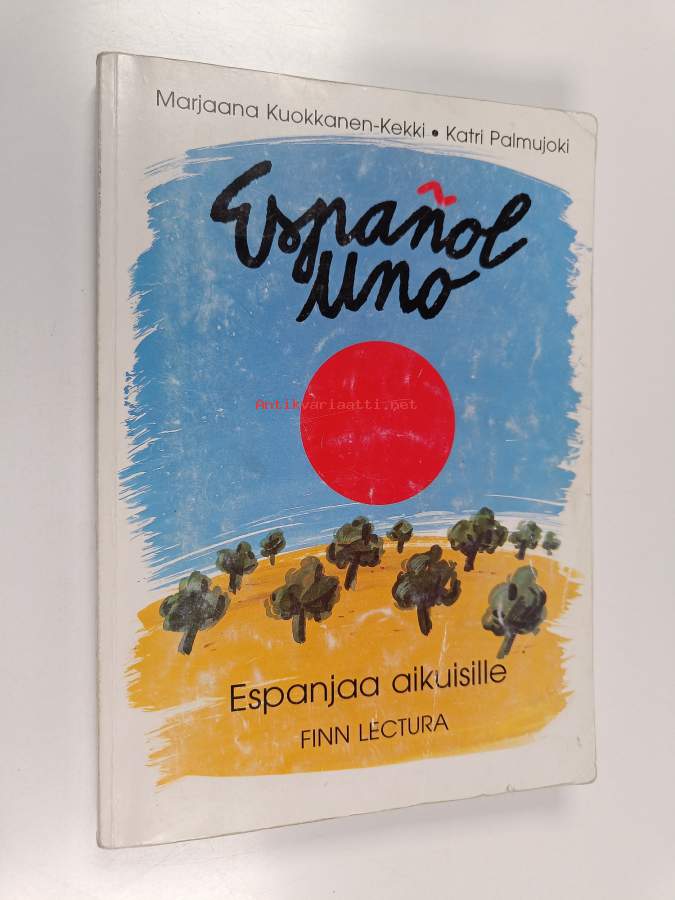 Marjaana Kuokkanen-Kekki • Katri Palmujoki
Español
Uno
Antikvariaatti.net
Espanjaa aikuisille
FINN LECTURA